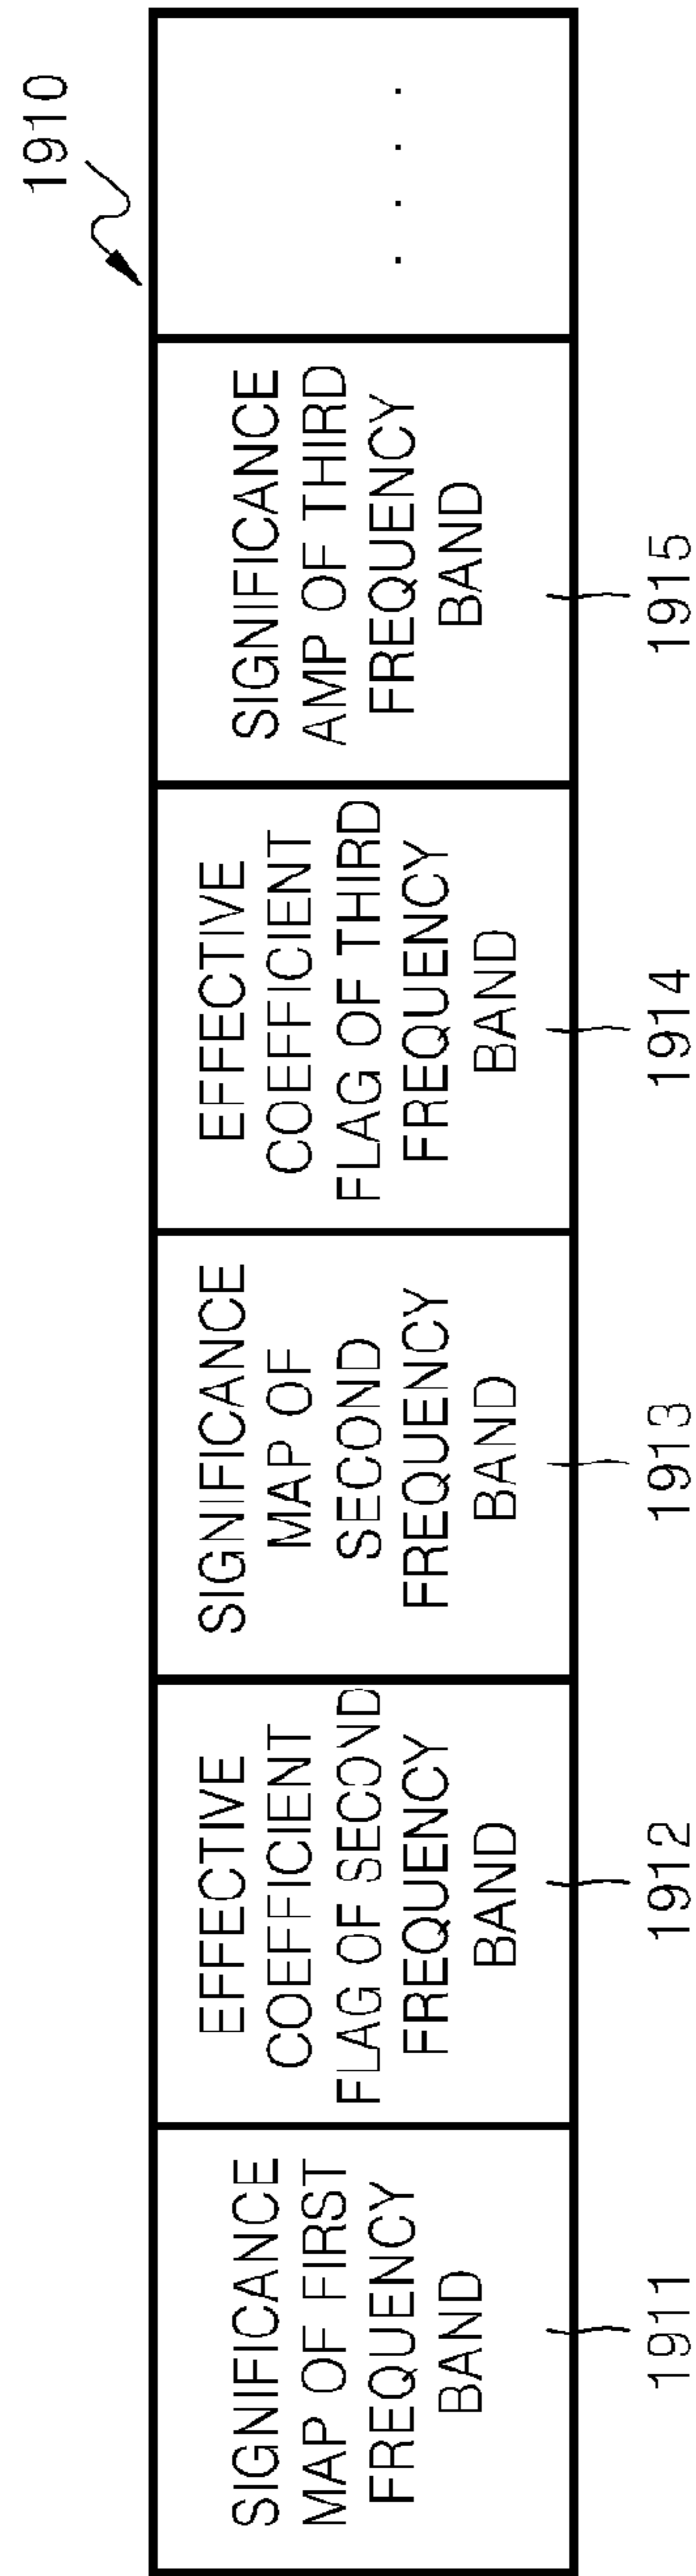 1910
SIGNIFICANCE
MAP OF FIRST
FREQUENCY
BAND
EFFECTIVE
COEFFICIENT
FLAG OF SECOND
FREQUENCY
BAND
SIGNIFICANCE
MAP OF
SECOND
FREQUENCY
BAND
EFFECTIVE
COEFFICIENT
FLAG OF THIRD
FREQUENCY
BAND
SIGNIFICANCE
AMP OF THIRD
FREQUENCY
BAND
. . . .
1911
1912
1913
1914
1915